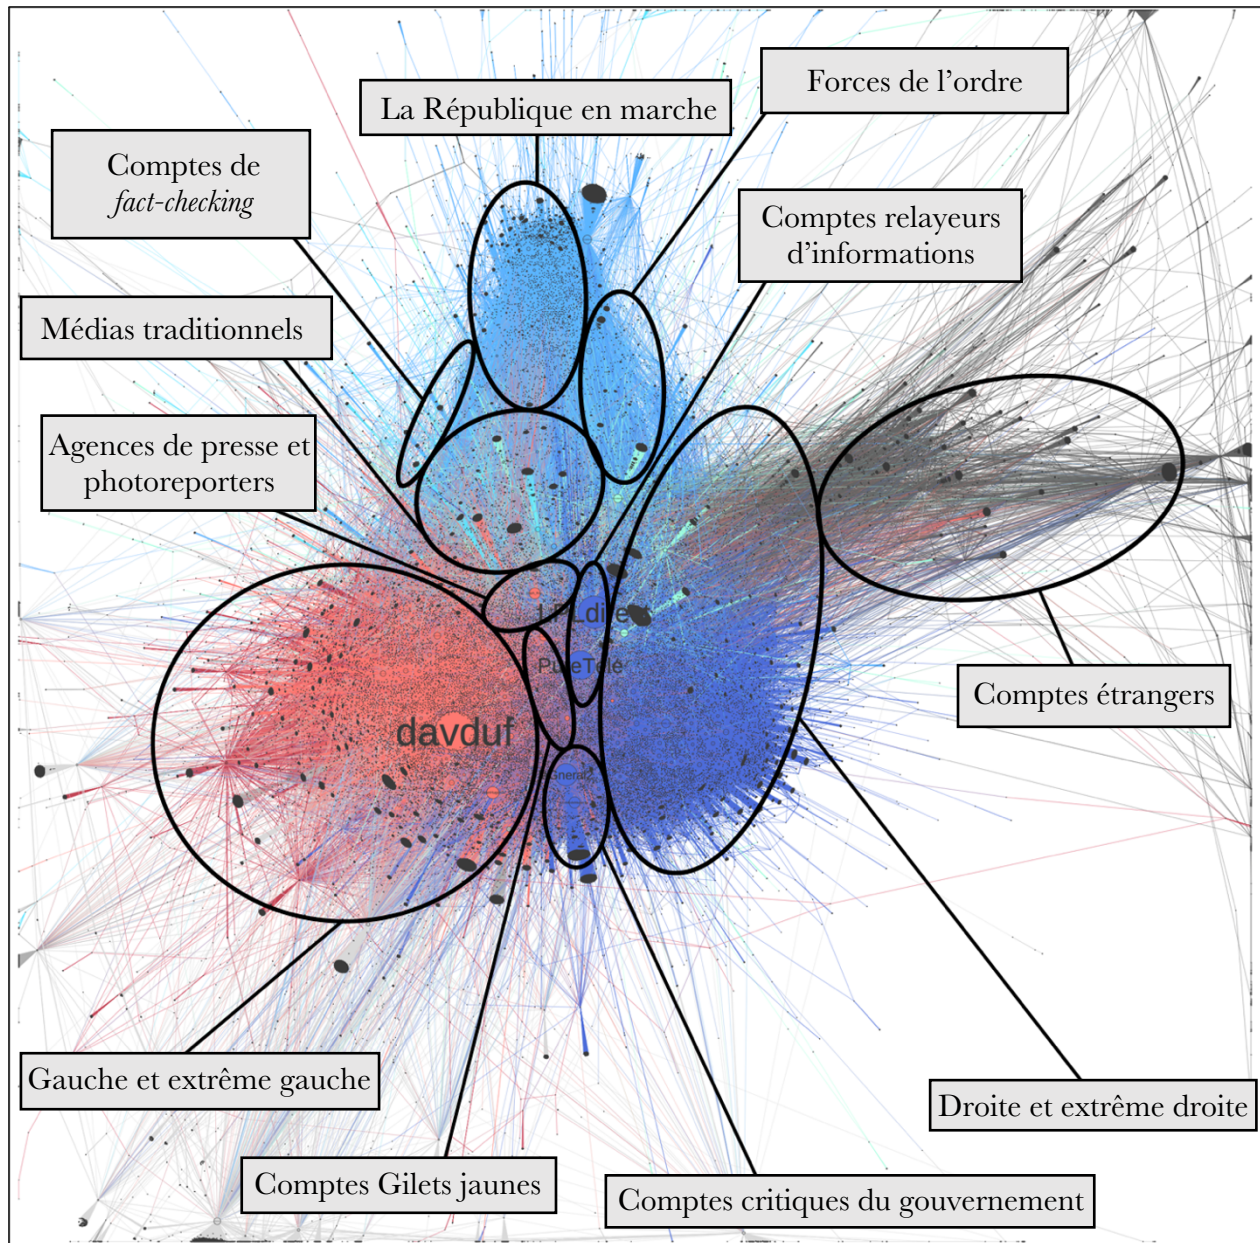 Forces de l'ordre
La République en marche
Comptes de
fact-checking
Comptes relayeurs
d'informations
Médias traditionnels
Agences de presse et
photoreporters
PureTélé
Comptes étrangers
davduf
Gauche et extrême gauche
Droite et extrême droite
Comptes Gilets jaunes
Comptes critiques du gouvernement